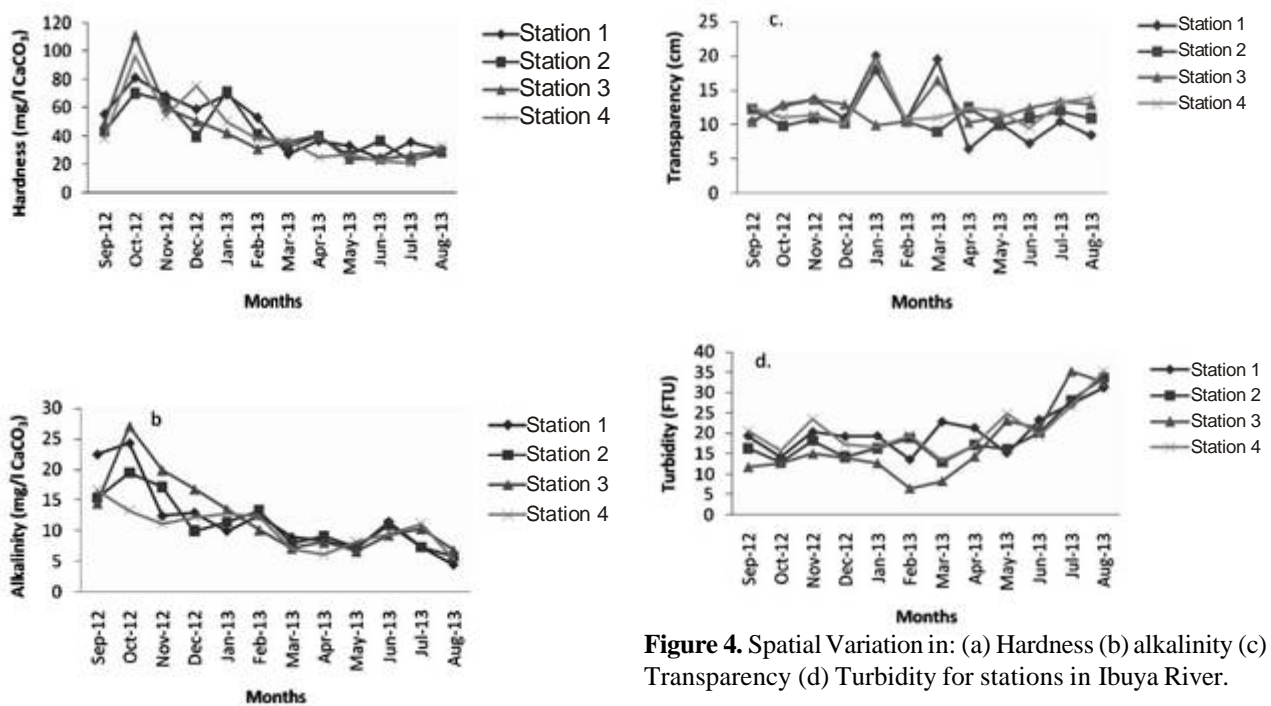 Hardness (mg/l CaCO₃)
120
100
80
60
40
20
0
Sep-12
Oct-12
Nov-12
Dec-12
Jan-13
Feb-13
Mar-13
Apr-13
May-13
Jun-13
Jul-13
Aug-13
Months
Station 1
Station 2
Station 3
Station 4
c.
Transparency (cm)
25
20
15
10
5
0
Sep-12
Oct-12
Nov-12
Dec-12
Jan-13
Feb-13
Mar-13
Apr-13
May-13
Jun-13
Jul-13
Aug-13
Months
Station 1
Station 2
Station 3
Station 4
b
Alkalinity (mg/l CaCO₃)
30
25
20
15
10
5
0
Sep-12
Oct-12
Nov-12
Dec-12
Jan-13
Feb-13
Mar-13
Apr-13
May-13
Jun-13
Jul-13
Aug-13
Station 1
Station 2
Station 3
Station 4
d.
Turbidity (FTU)
40
35
30
25
20
15
10
5
0
Sep-12
Oct-12
Nov-12
Dec-12
Jan-13
Feb-13
Mar-13
Apr-13
May-13
Jun-13
Jul-13
Aug-13
Months
Station 1
Station 2
Station 3
Station 4
Figure 4. Spatial Variation in: (a) Hardness (b) alkalinity (c)
Transparency (d) Turbidity for stations in Ibuya River.